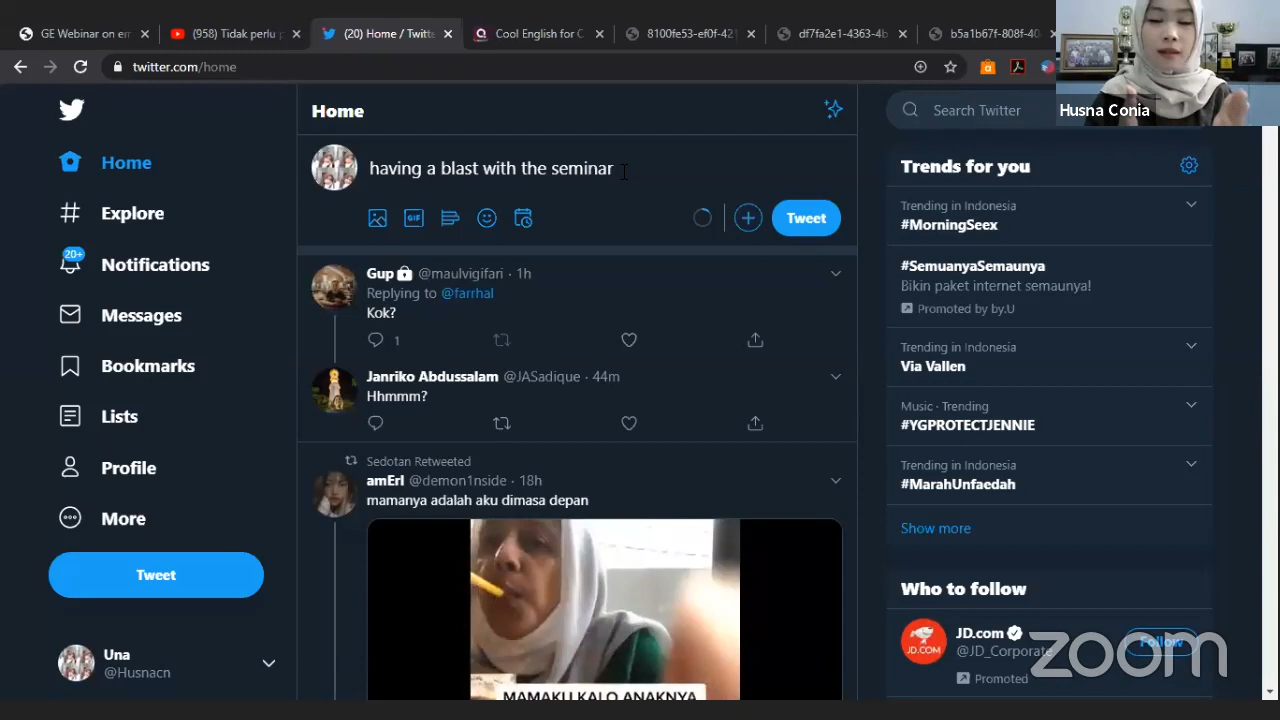 GE Webinar on em
(958) Tidak perlu p
(20) Home / Twitte
Cool English for C
8100fe53-ef0f-421
df7fa2e1-4363-4b
b5a1b67f-808f-40
twitter.com/home
Husna Conia
Home
Explore
20+
Notifications
Messages
Bookmarks
Lists
Profile
More
Tweet
Una
@Husnacn
Home
having a blast with the seminar
GIF
Tweet
Gup @maulvigifari · 1h
Replying to @farrhal
Kok?
1
Janriko Abdussalam @JASadique · 44m
Hhmmm?
Sedotan Retweeted
amErl @demon1nside · 18h
mamanya adalah aku dimasa depan
MAMAKU KALO ANAKNYA
Search Twitter
Trends for you
Trending in Indonesia
#MorningSeex
#SemuanyaSemaunya
Bikin paket internet semaunya!
Promoted by by.U
Trending in Indonesia
Via Vallen
Music · Trending
#YGPROTECTJENNIE
Trending in Indonesia
#MarahUnfaedah
Show more
Who to follow
JD.COM
JD.com
@JD_Corporate
Follow
Promoted
zoom